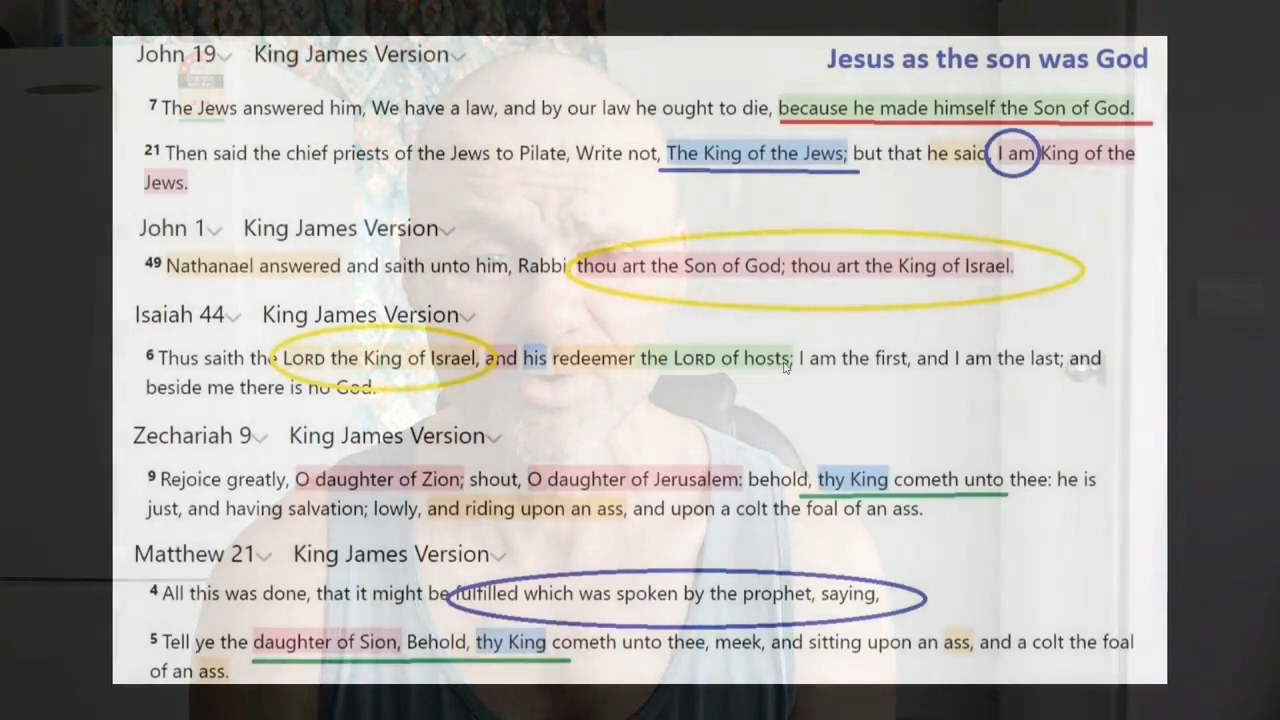 John 19 King James Version
Jesus as the son was God
7 The Jews answered him, We have a law, and by our law he ought to die, because he made himself the Son of God.
21 Then said the chief priests of the Jews to Pilate, Write not, The King of the Jews; but that he said, I am King of the
Jews.
John 1 King James Version
49 Nathanael answered and saith unto him, Rabbi, thou art the Son of God; thou art the King of Israel.
Isaiah 44 King James Version
6 Thus saith the LORD the King of Israel, and his redeemer the LORD of hosts; I am the first, and I am the last; and
beside me there is no God.
Zechariah 9 King James Version
9 Rejoice greatly, O daughter of Zion; shout, O daughter of Jerusalem: behold, thy King cometh unto thee: he is
just, and having salvation; lowly, and riding upon an ass, and upon a colt the foal of an ass.
Matthew 21 King James Version
4 All this was done, that it might be fulfilled which was spoken by the prophet, saying,
5 Tell ye the daughter of Sion, Behold, thy King cometh unto thee, meek, and sitting upon an ass, and a colt the foal
of an ass.